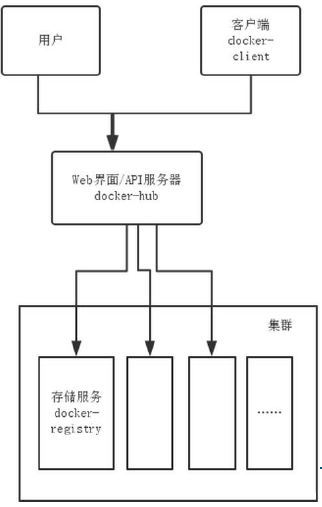 用户
客户端
docker-
client
Web界面/API服务器
docker-hub
集群
存储服务
docker-
registry
......